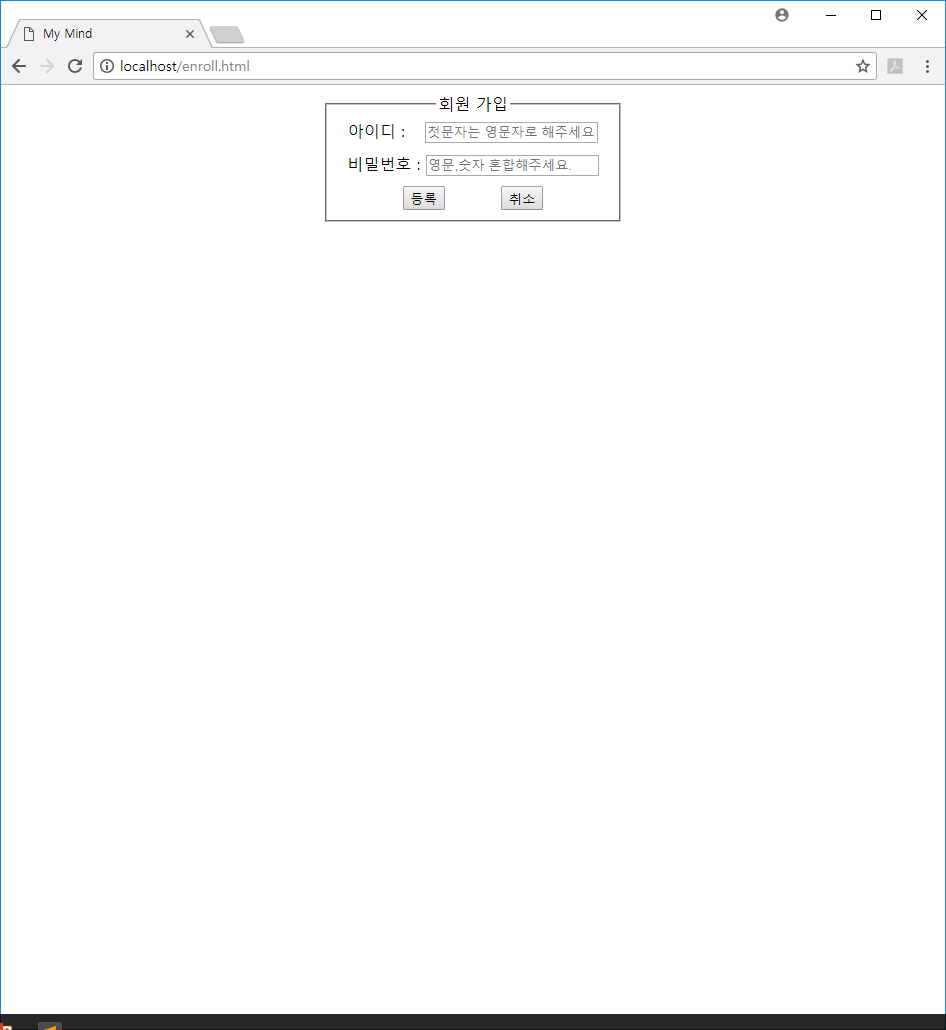 My Mind
localhost/enroll.html
회원 가입
아이디 : 첫문자는 영문자로 해주세요
비밀번호 : 영문,숫자 혼합해주세요.
등록 취소